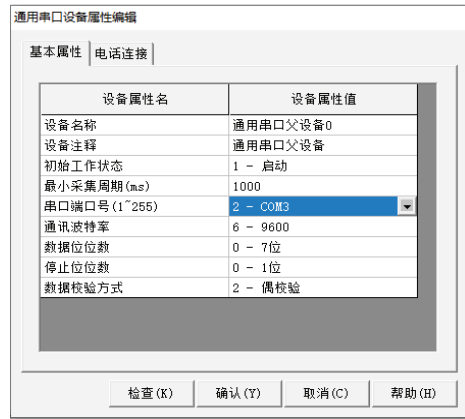 通用串口设备属性编辑
基本属性 电话连接
设备属性名 设备属性值
设备名称 通用串口父设备0
设备注释 通用串口父设备
初始工作状态 1 - 启动
最小采集周期(ms) 1000
串口端口号(1~255) 2 - COM3
通讯波特率 6 - 9600
数据位位数 0 - 7位
停止位位数 0 - 1位
数据校验方式 2 - 偶校验
检查(K) 确认(Y) 取消(C) 帮助(H)